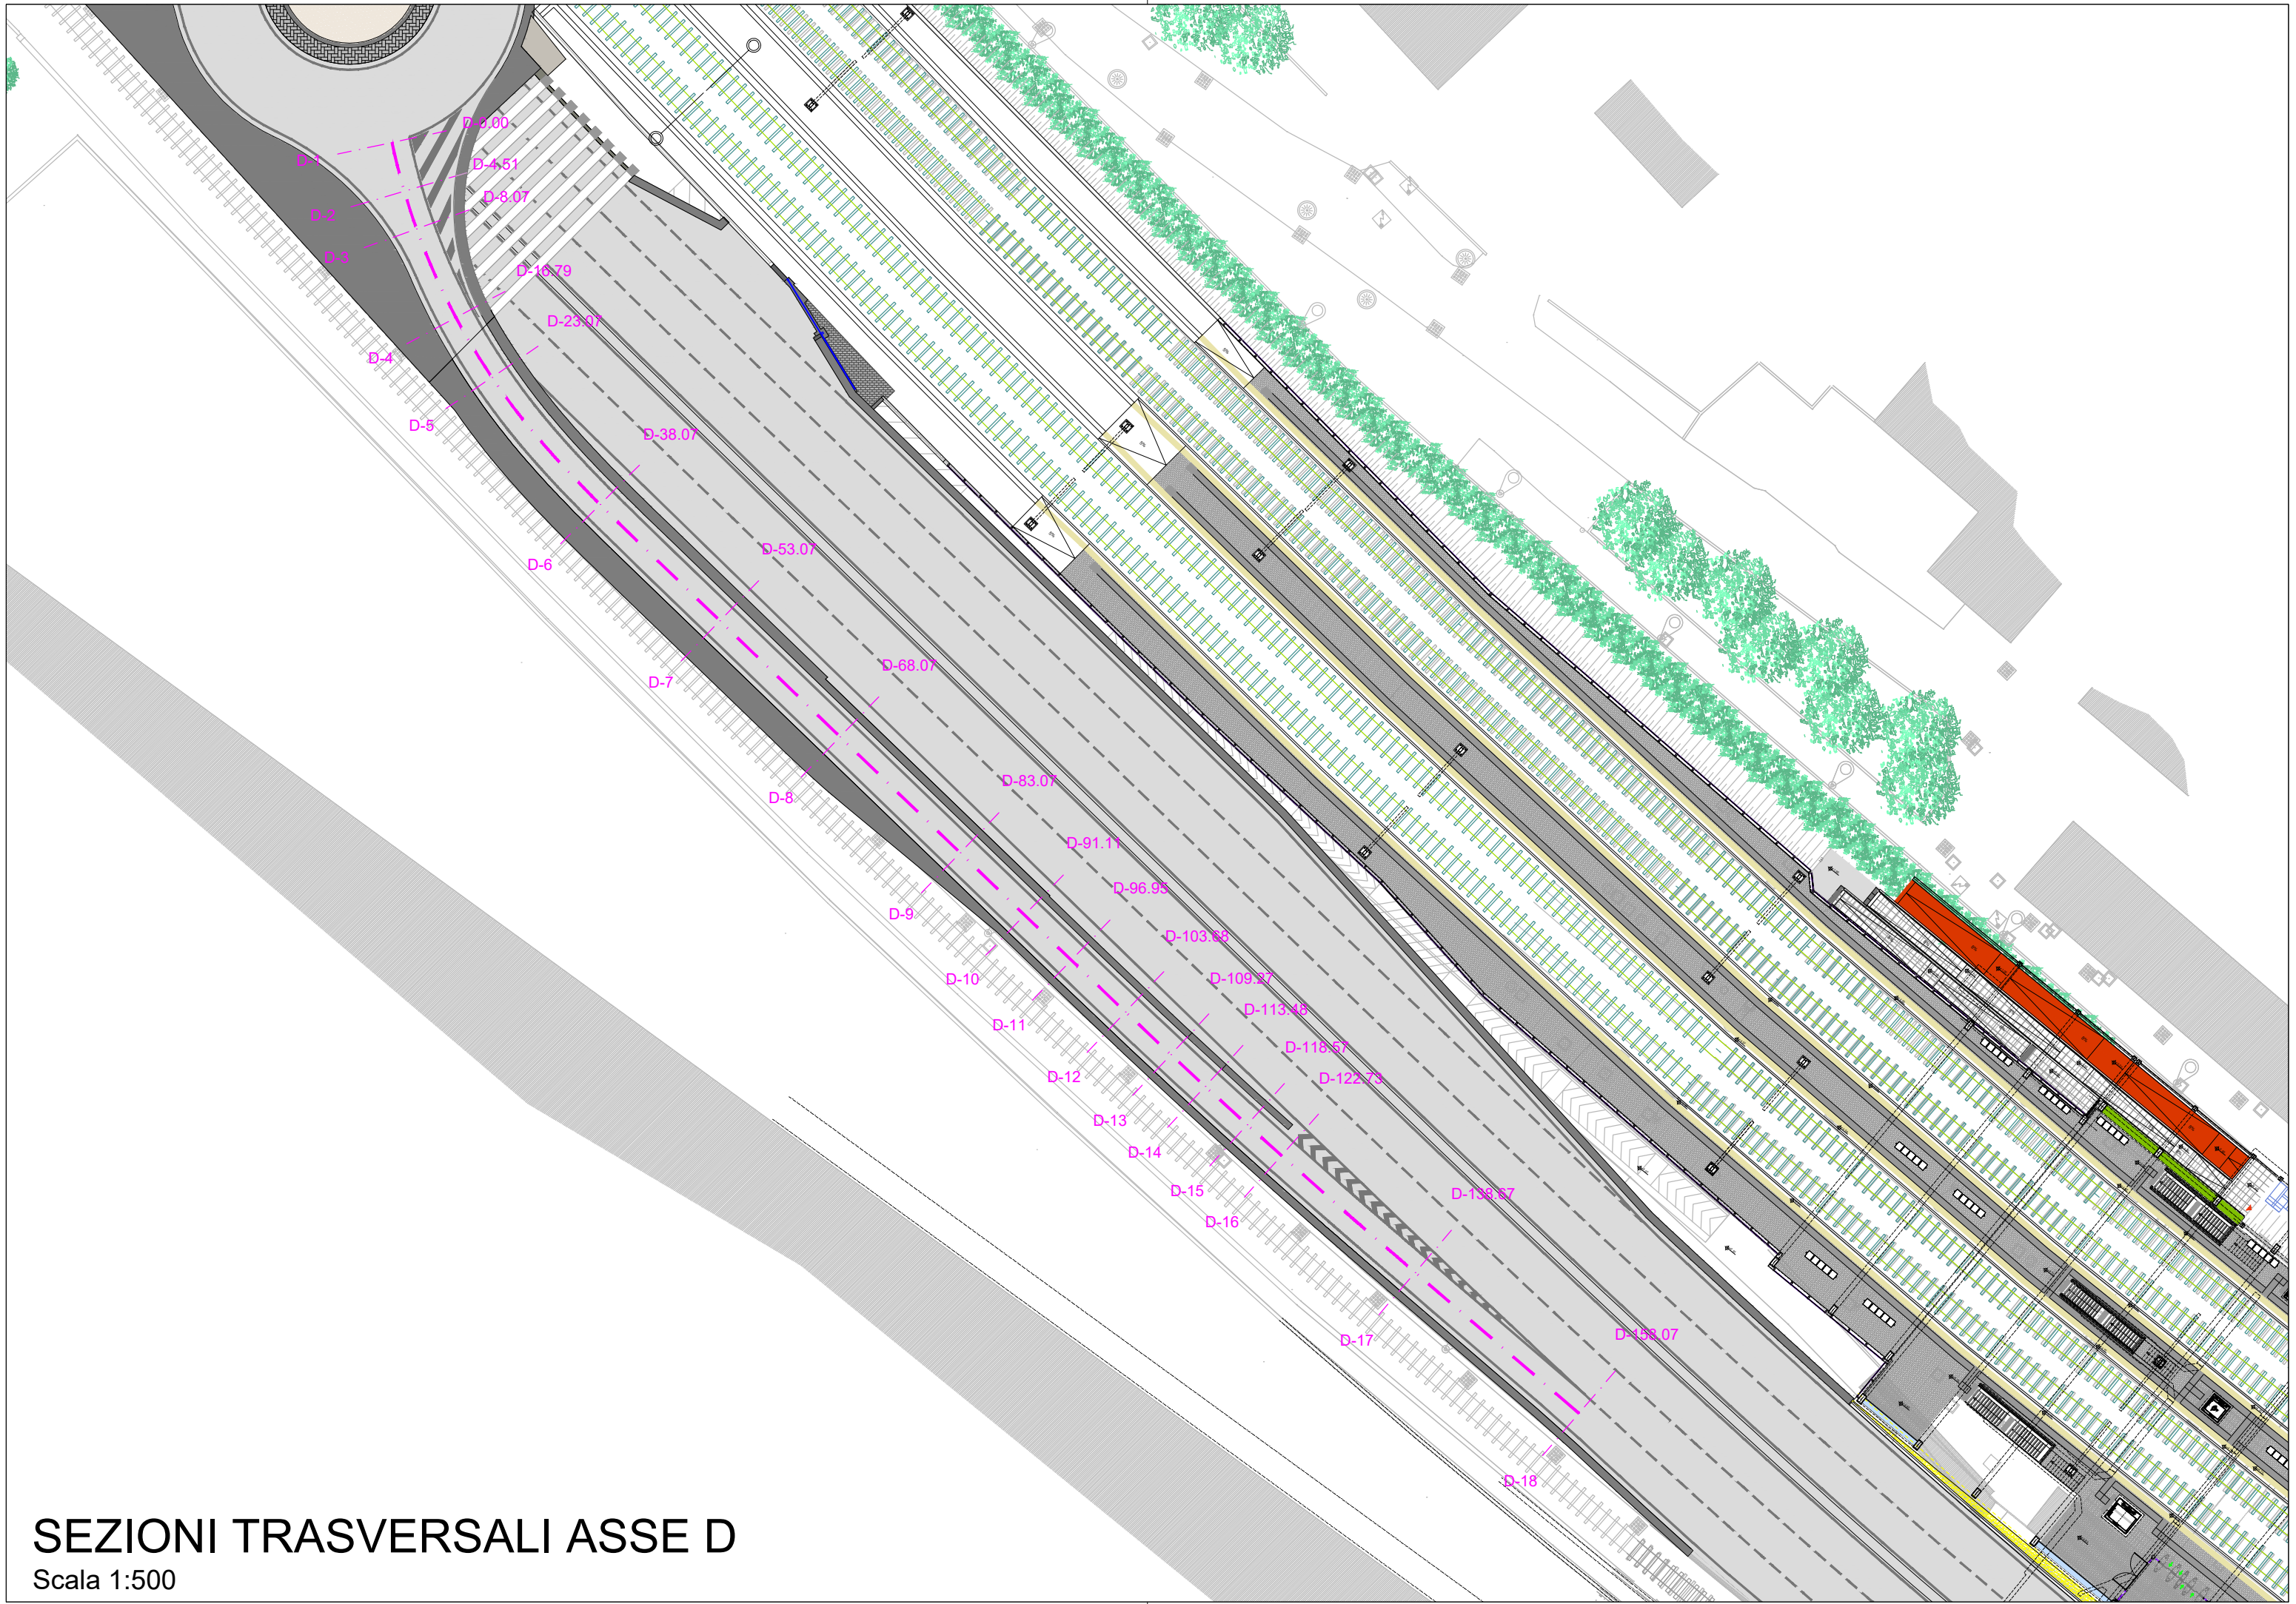 D-0.00
D-1
D-4.51
D-8.07
D-2
D-3
D-16.79
D-23.07
D-4
D-5
D-38.07
D-6
D-53.07
D-7
D-68.07
D-8
D-83.07
D-9
D-91.11
D-10
D-96.95
D-11
D-103.68
D-12
D-109.27
D-13
D-113.48
D-14
D-118.57
D-15
D-122.73
D-16
D-138.67
D-17
D-158.07
D-18
SEZIONI TRASVERSALI ASSE D
Scala 1:500